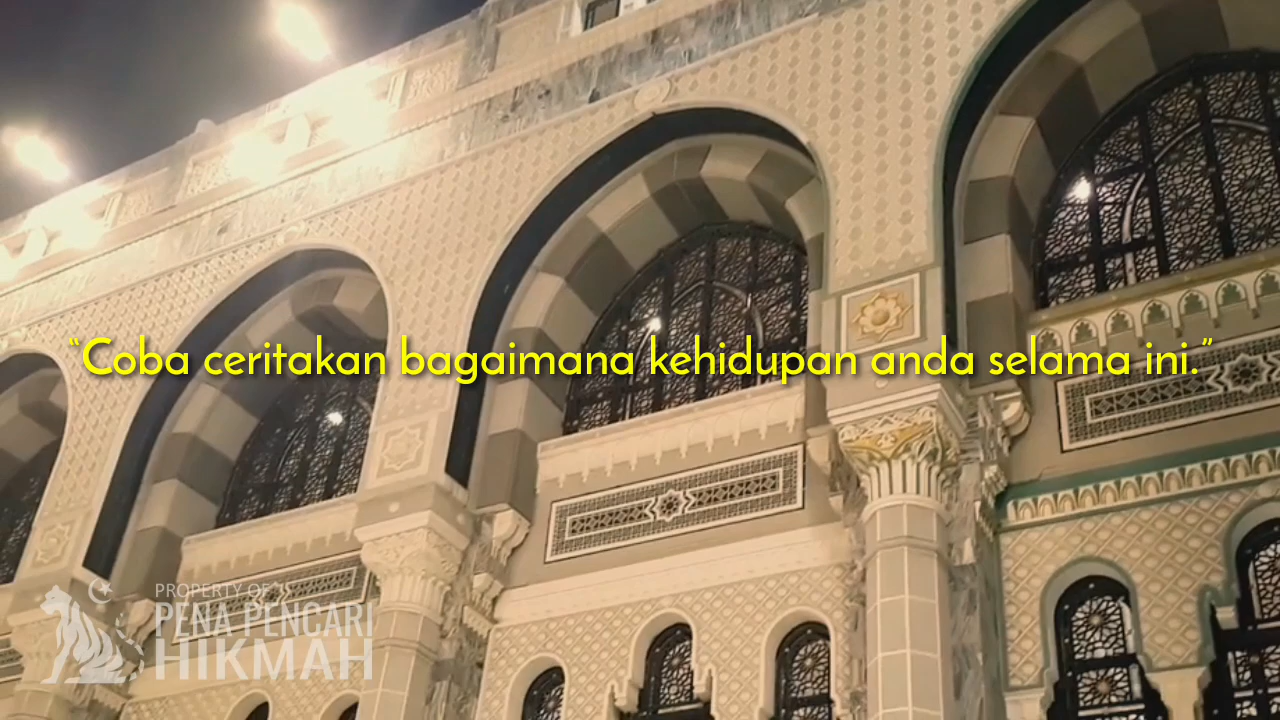 “Coba ceritakan bagaimana kehidupan anda selama ini.”
PROPERTY OF
PENA PENCARI
HIKMAH